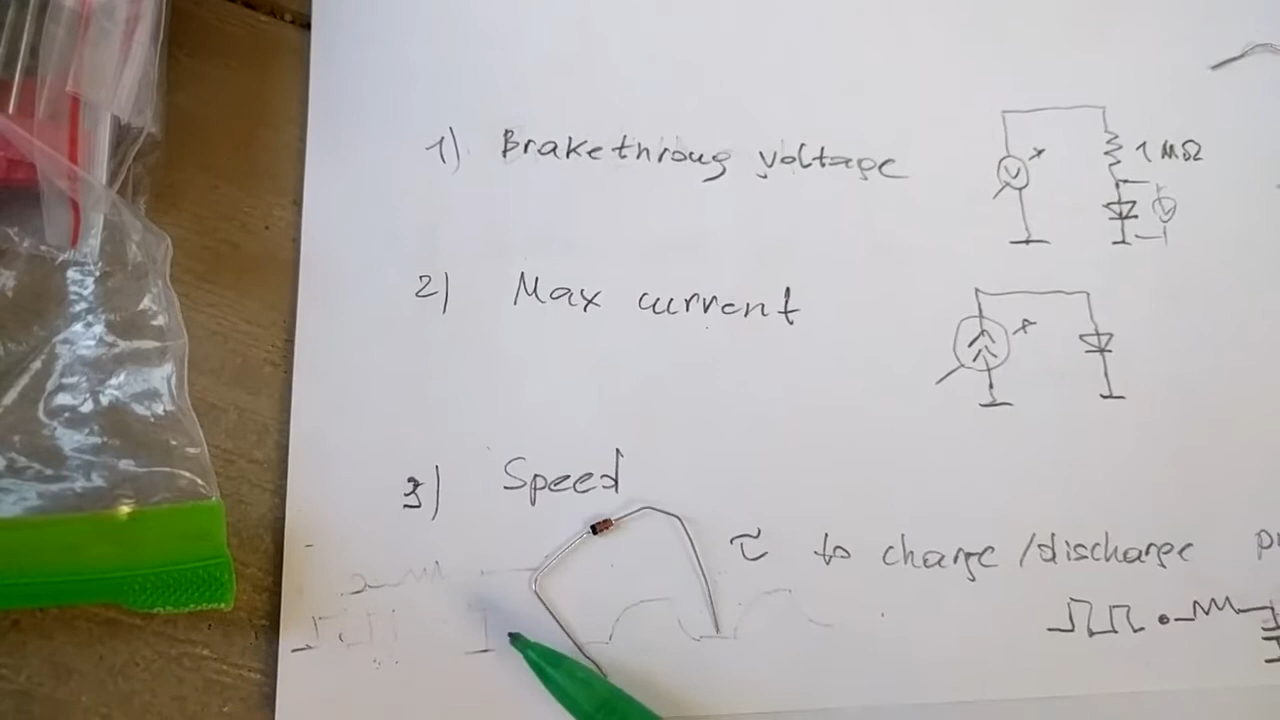 1) Brakethroug voltage
1 MΩ
V
V
2) Max current
3) Speed
τ to charge/discharge